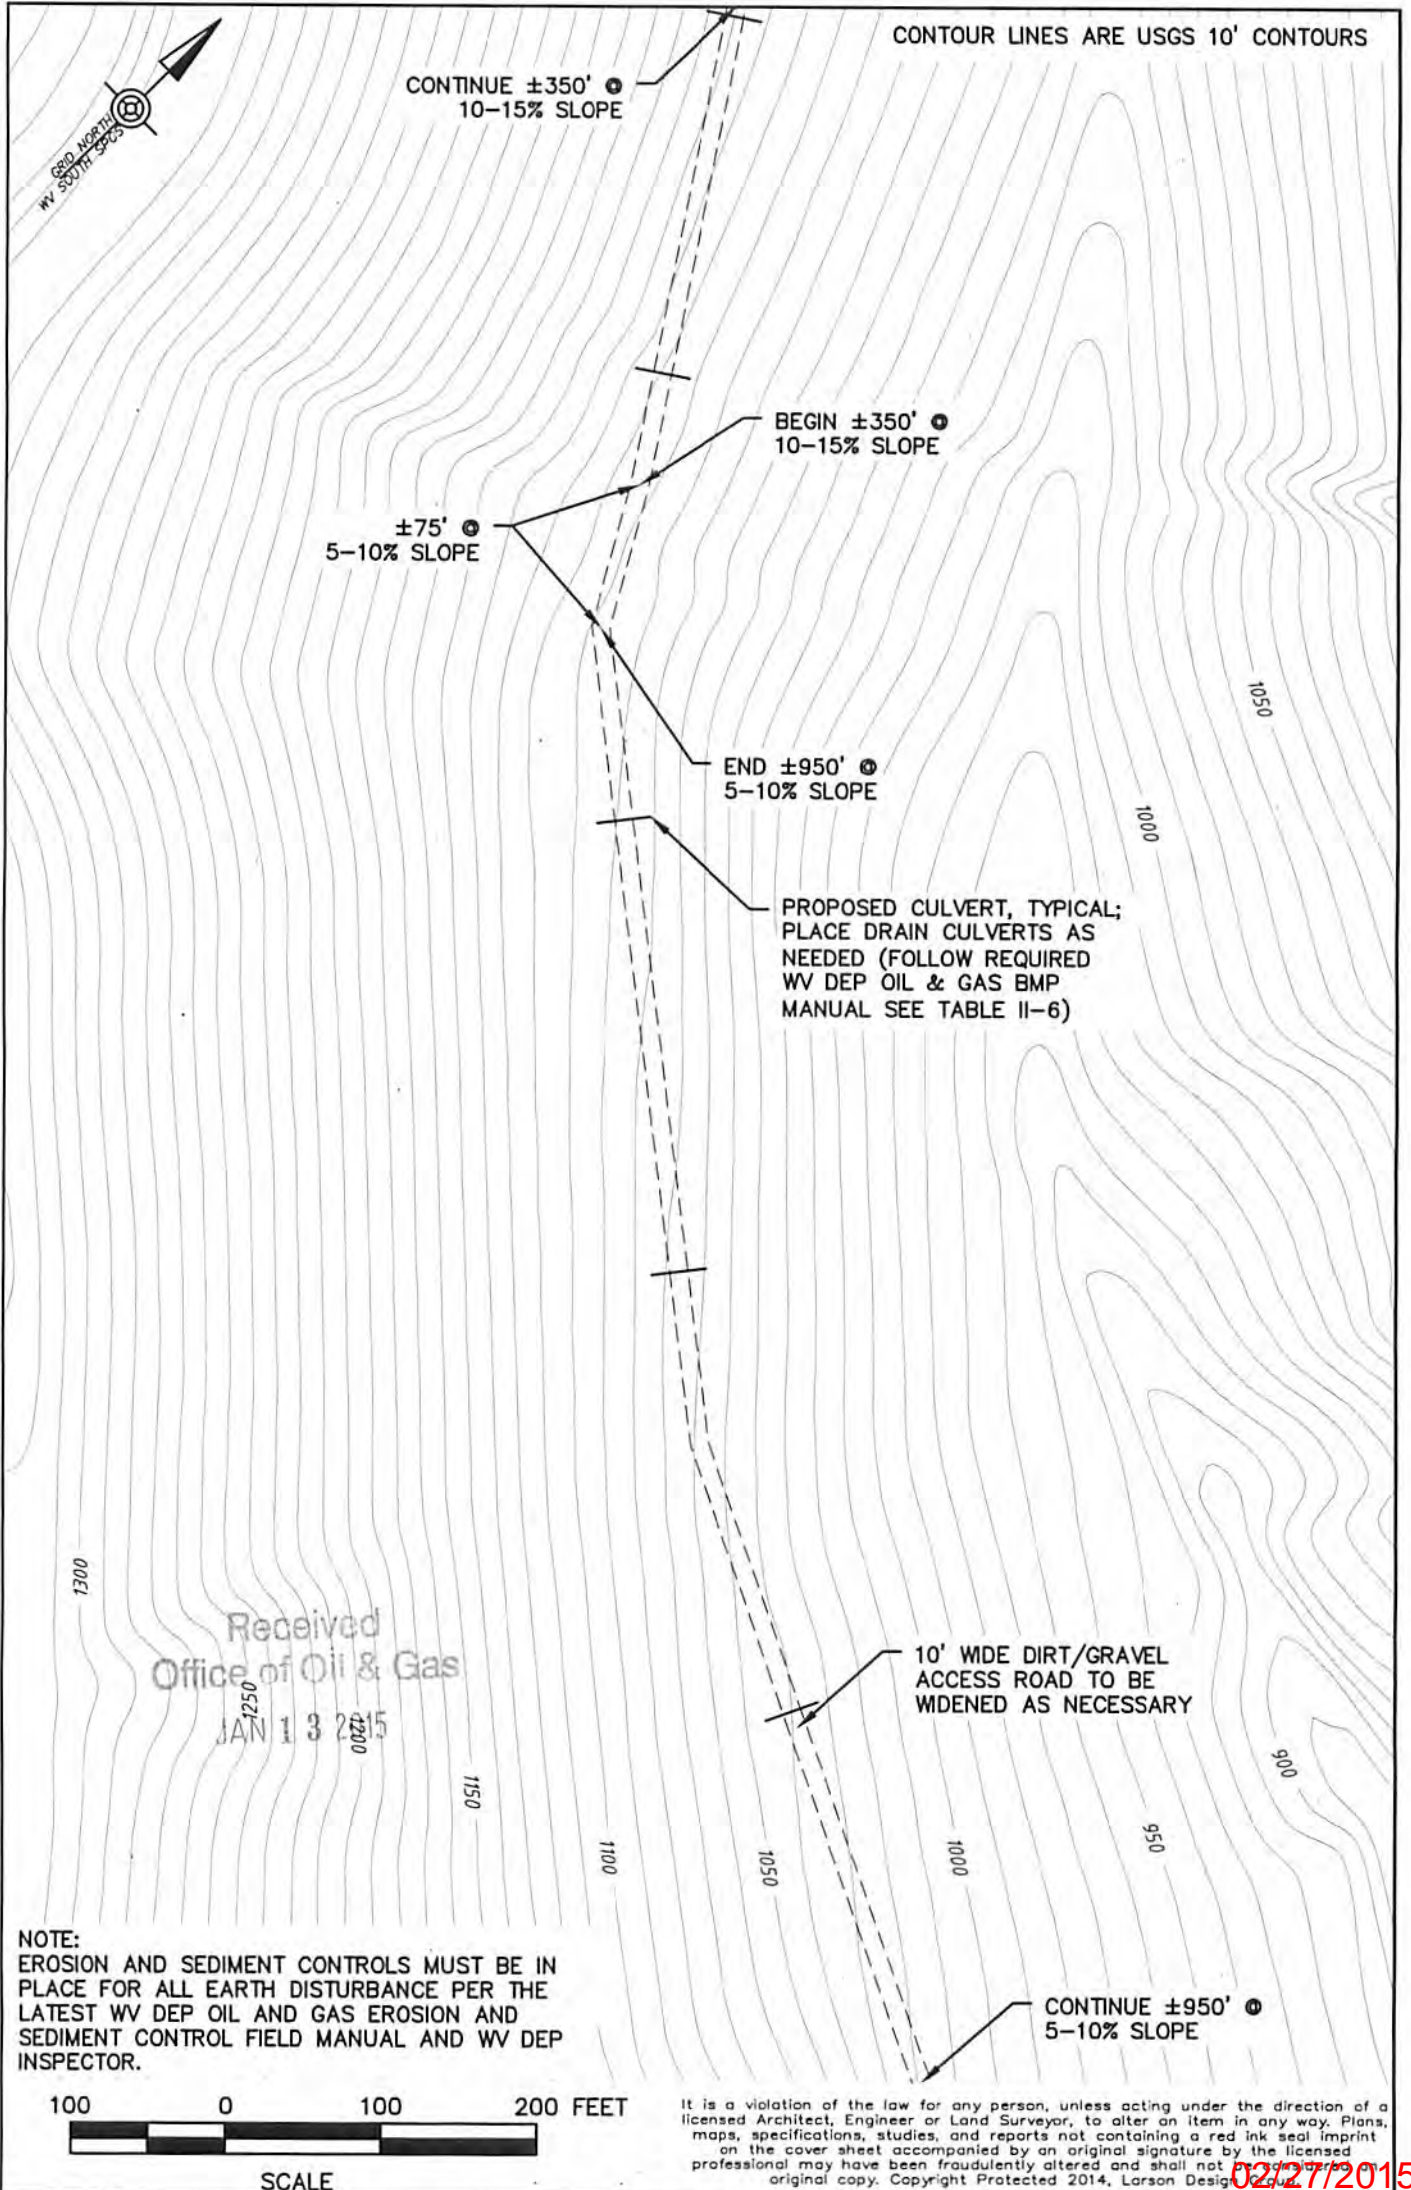 CONTOUR LINES ARE USGS 10' CONTOURS
CONTINUE ±350' @
10-15% SLOPE
GRID NORTH
WV SOUTH SPCS
BEGIN ±350' @
10-15% SLOPE
±75' @
5-10% SLOPE
1050
END ±950' @
5-10% SLOPE
1000
PROPOSED CULVERT, TYPICAL;
PLACE DRAIN CULVERTS AS
NEEDED (FOLLOW REQUIRED
WV DEP OIL & GAS BMP
MANUAL SEE TABLE II-6)
1300
Received
Office of Oil & Gas
JAN 13 2015
1250
1200
1150
1100
1050
1000
950
900
10' WIDE DIRT/GRAVEL
ACCESS ROAD TO BE
WIDENED AS NECESSARY
NOTE:
EROSION AND SEDIMENT CONTROLS MUST BE IN
PLACE FOR ALL EARTH DISTURBANCE PER THE
LATEST WV DEP OIL AND GAS EROSION AND
SEDIMENT CONTROL FIELD MANUAL AND WV DEP
INSPECTOR.
CONTINUE ±950' @
5-10% SLOPE
100 0 100 200 FEET
SCALE
It is a violation of the law for any person, unless acting under the direction of a
licensed Architect, Engineer or Land Surveyor, to alter an item in any way. Plans,
maps, specifications, studies, and reports not containing a red ink seal imprint
on the cover sheet accompanied by an original signature by the licensed
professional may have been fraudulently altered and shall not be considered an
original copy. Copyright Protected 2014, Larson Design Group.
02/27/2015